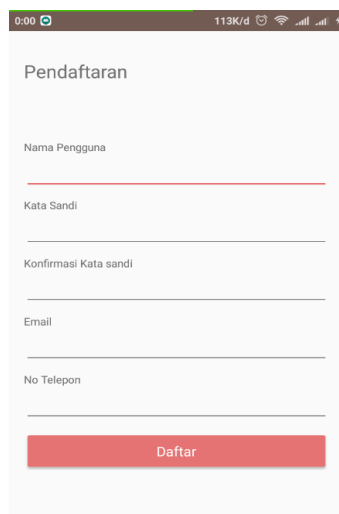 0:00 113K/d
Pendaftaran
Nama Pengguna
Kata Sandi
Konfirmasi Kata sandi
Email
No Telepon
Daftar